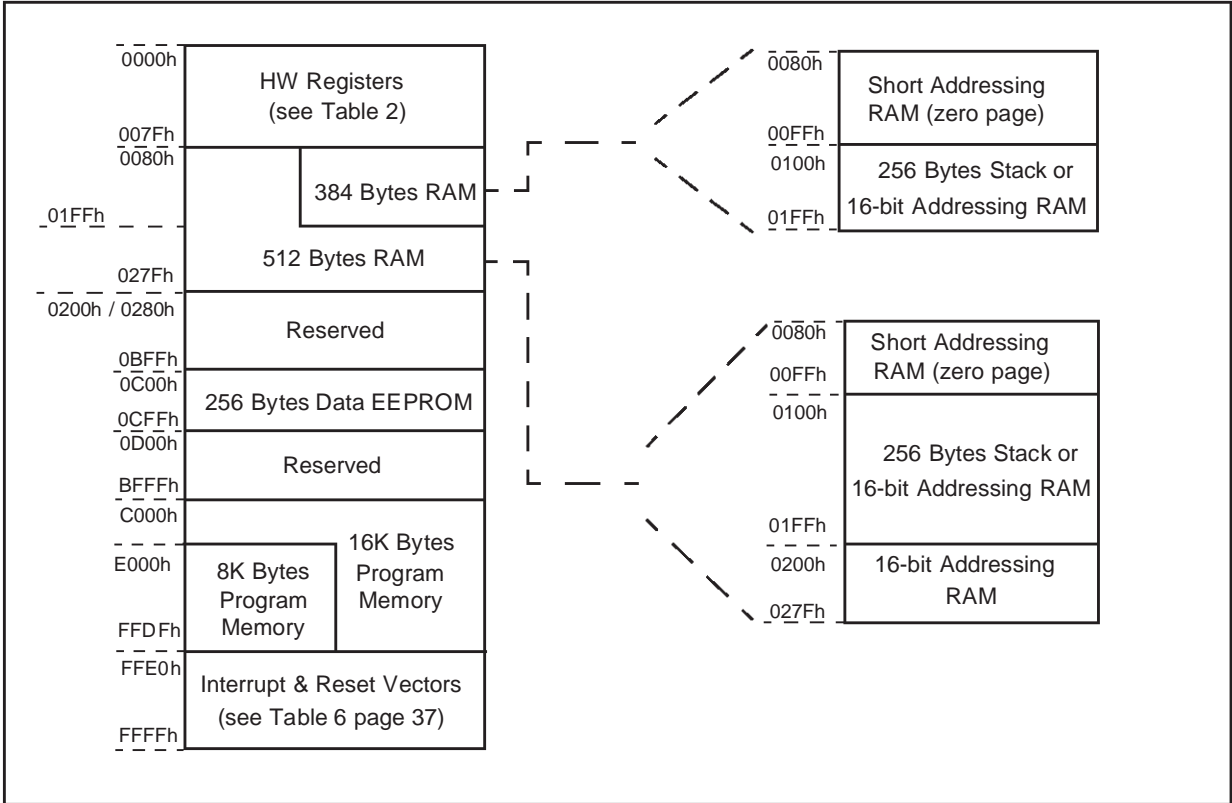 0000h
HW Registers
(see Table 2)
007Fh
0080h
384 Bytes RAM
01FFh
512 Bytes RAM
027Fh
0200h / 0280h
Reserved
0BFFh
0C00h
256 Bytes Data EEPROM
0CFFh
0D00h
Reserved
BFFFh
C000h
16K Bytes
Program
Memory
E000h
8K Bytes
Program
Memory
FFDFh
FFE0h
Interrupt & Reset Vectors
(see Table 6 page 37)
FFFFh
0080h
Short Addressing
RAM (zero page)
00FFh
0100h
256 Bytes Stack or
16-bit Addressing RAM
01FFh
0080h
Short Addressing
RAM (zero page)
00FFh
0100h
256 Bytes Stack or
16-bit Addressing RAM
01FFh
0200h
16-bit Addressing
RAM
027Fh